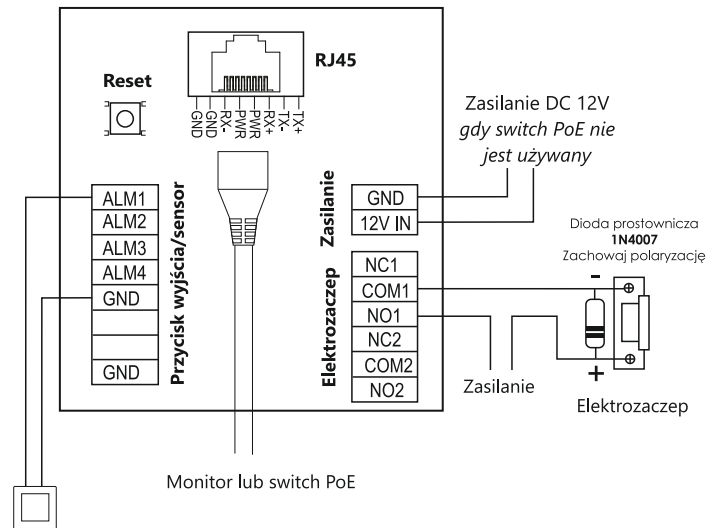 RJ45
Reset
GND
GND
RX-
PWR
PWR
RX+
TX-
TX+
Zasilanie DC 12V
gdy switch PoE nie
jest używany
Przycisk wyjścia/sensor
ALM1
ALM2
ALM3
ALM4
GND
GND
Zasilanie
GND
12V IN
Elektrozaczep
NC1
COM1
NO1
NC2
COM2
NO2
Dioda prostownicza
1N4007
Zachowaj polaryzację
-
+
Zasilanie
Elektrozaczep
Monitor lub switch PoE